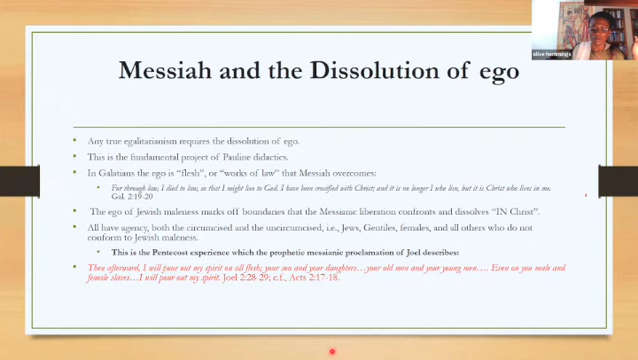 olive hemmings
Messiah and the Dissolution of ego
• Any true egalitarianism requires the dissolution of ego.
• This is the fundamental project of Pauline didactics.
• In Galatians the ego is “flesh”, or “works of law” that Messiah overcomes:
• For through law, I died to law, so that I might live to God. I have been crucified with Christ; and it is no longer I who live, but it is Christ who lives in me.
Gal. 2:19-20
• The ego of Jewish maleness marks off boundaries that the Messianic liberation confronts and dissolves “IN Christ”.
• All have agency, both the circumcised and the uncircumcised, i.e., Jews, Gentiles, females, and all others who do not
conform to Jewish maleness.
• This is the Pentecost experience which the prophetic messianic proclamation of Joel describes:
• Then afterward, I will pour out my spirit on all flesh; your son and your daughters…your old men and your young men…. Even on you male and
female slaves…I will pour out my spirit. Joel 2:28-29; c.f., Acts 2:17-18.